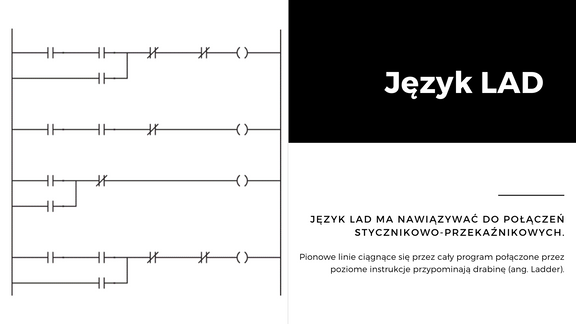 Język LAD
JĘZYK LAD MA NAWIĄZYWAĆ DO POŁĄCZEŃ
STYCZNIKOWO-PRZEKAŹNIKOWYCH.
Pionowe linie ciągnące się przez cały program połączone przez
poziome instrukcje przypominają drabinę (ang. Ladder).